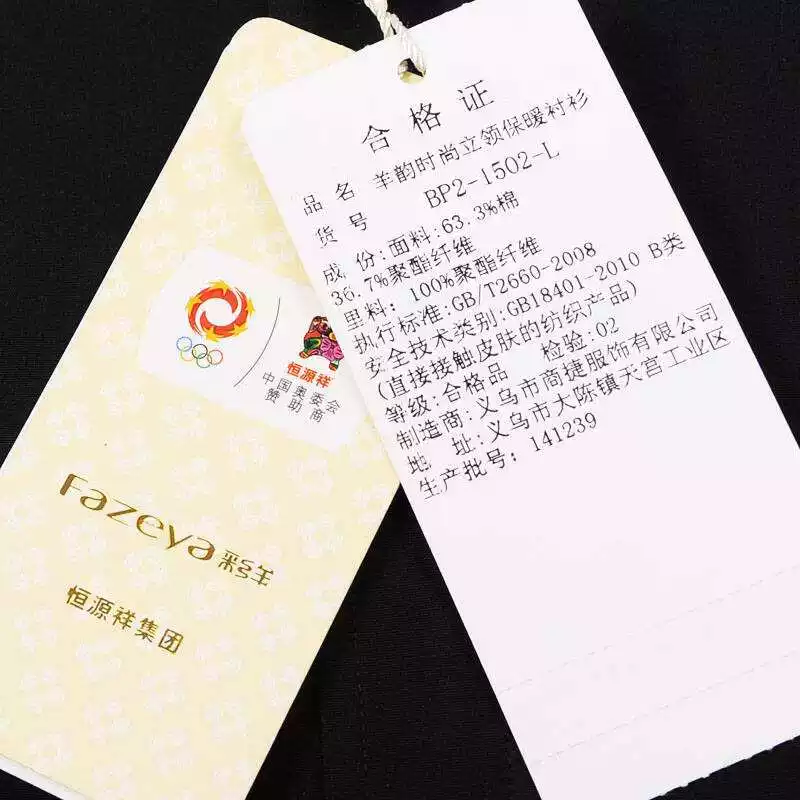 恒源祥
中国奥委会
赞助商
Fazeya 彩羊
恒源祥集团
合格证
品名 羊韵时尚立领保暖衬衫
货号 BP2-1502-L
成份:面料:63.3%棉
36.7%聚酯纤维
里料: 100%聚酯纤维
执行标准:GB/T2660-2008
安全技术类别:GB18401-2010 B类
(直接接触皮肤的纺织产品)
等级:合格品 检验:02
制造商:义乌市商捷服饰有限公司
地 址:义乌市大陈镇天宫工业区
生产批号: 141239